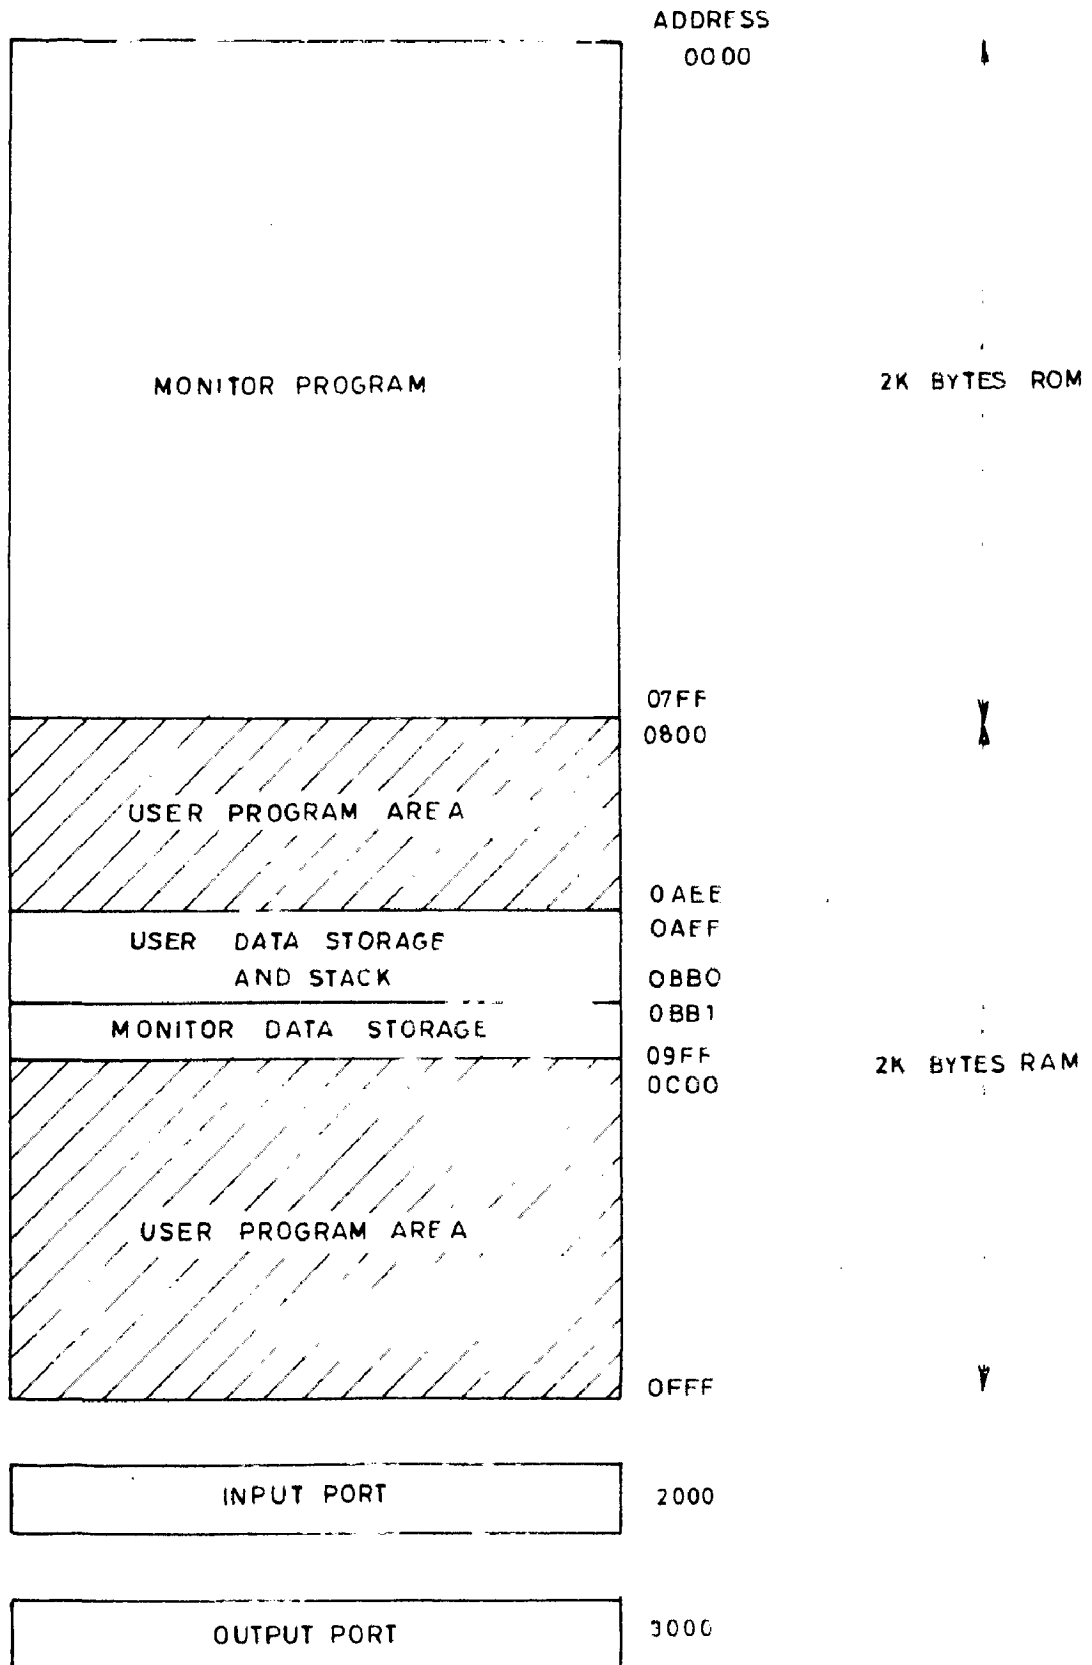 ADDRESS
0000
MONITOR PROGRAM
2K BYTES ROM
07FF
0800
USER PROGRAM AREA
0AEE
0AFF
USER DATA STORAGE
AND STACK
0BB0
0BB1
MONITOR DATA STORAGE
09FF
2K BYTES RAM
0C00
USER PROGRAM AREA
0FFF
INPUT PORT
2000
OUTPUT PORT
3000